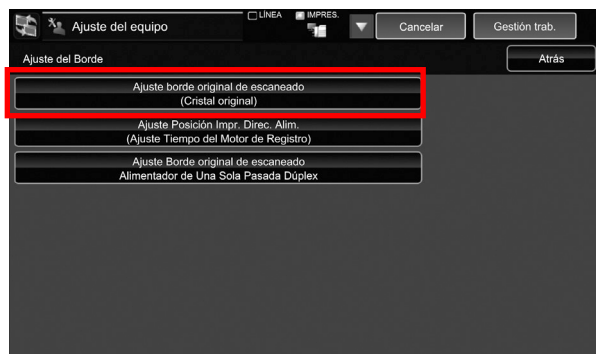 Ajuste del equipo
LÍNEA
IMPRES.
Cancelar
Gestión trab.
Ajuste del Borde
Atrás
Ajuste borde original de escaneado
(Cristal original)
Ajuste Posición Impr. Direc. Alim.
(Ajuste Tiempo del Motor de Registro)
Ajuste Borde original de escaneado
Alimentador de Una Sola Pasada Dúplex